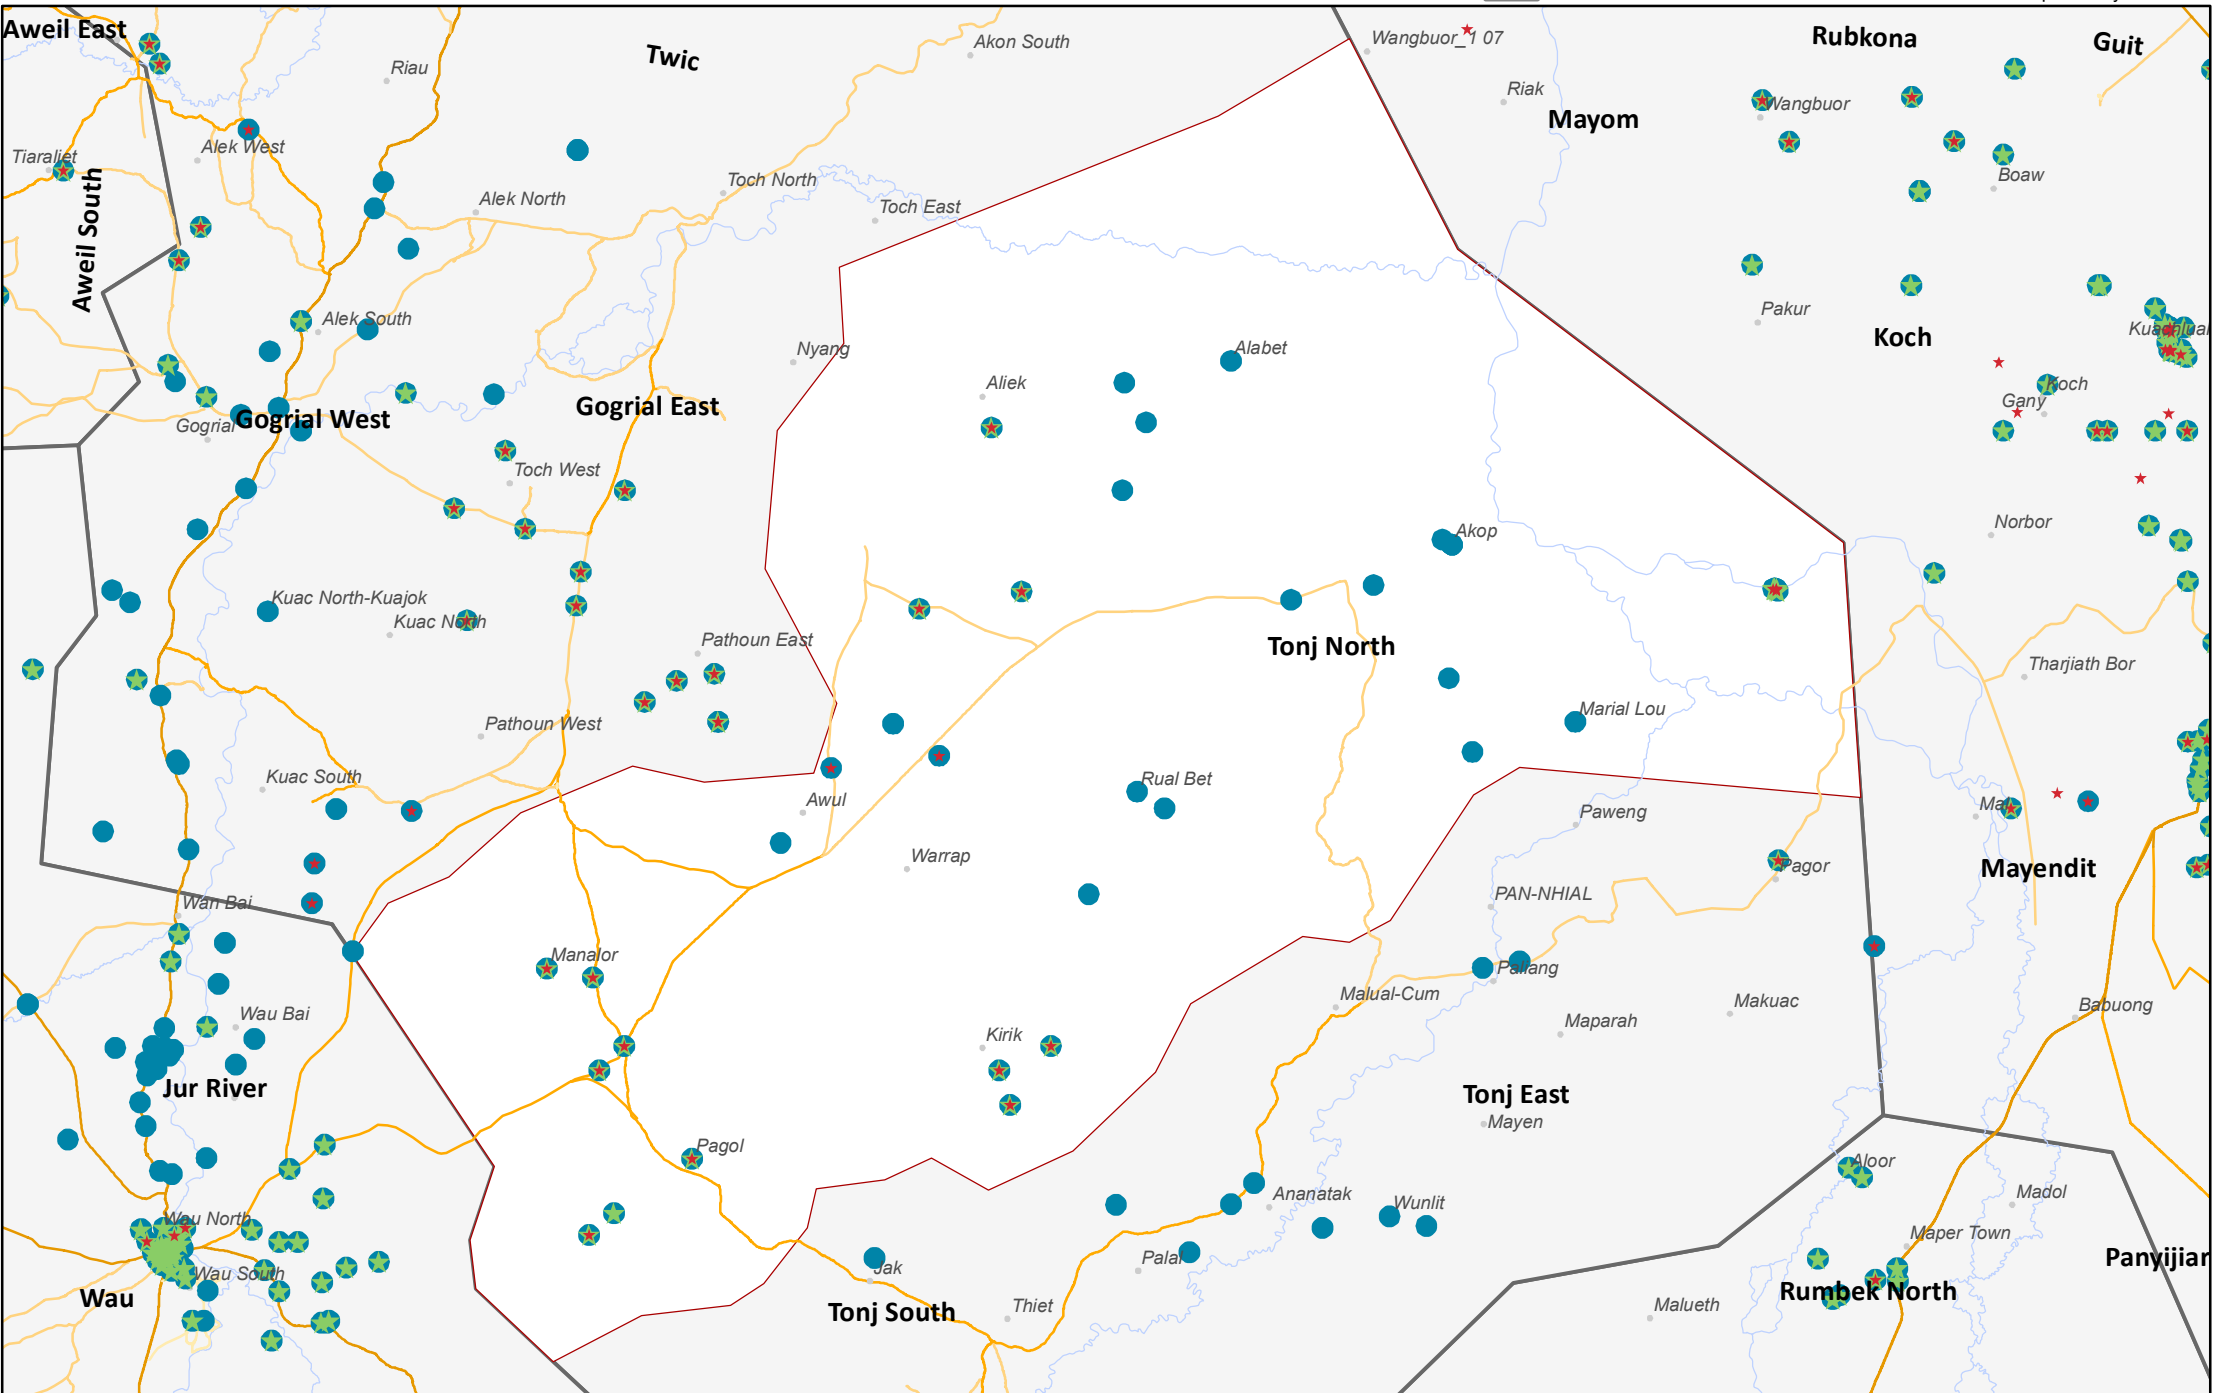 Aweil East
Twic
Akon South
Wangbuor_1 07
Rubkona
Guit
Riau
Riak
Wangbuor
Mayom
Tiaraliet
Alek West
Boaw
Aweil South
Alek North
Toch North
Toch East
Alek South
Pakur
Koch
Nyang
Alabet
Aliek
Koch
Gany
Gogrial
Gogrial West
Gogrial East
Toch West
Norbor
Akop
Kuac North-Kuajok
Kuac North
Pathoun East
Tonj North
Tharjiath Bor
Pathoun West
Marial Lou
Kuac South
Rual Bet
Awul
Paweng
Warrap
Pagor
Mayendit
PAN-NHIAL
Wan Bai
Manalor
Paliang
Malual-Cum
Makuac
Babuong
Wau Bai
Maparah
Kirik
Jur River
Tonj East
Mayen
Pagol
Aloor
Ananatak
Wunlit
Madol
Wau North
Maper Town
Palal
Panyijiar
Jak
Wau South
Wau
Tonj South
Thiet
Malueth
Rumbek North